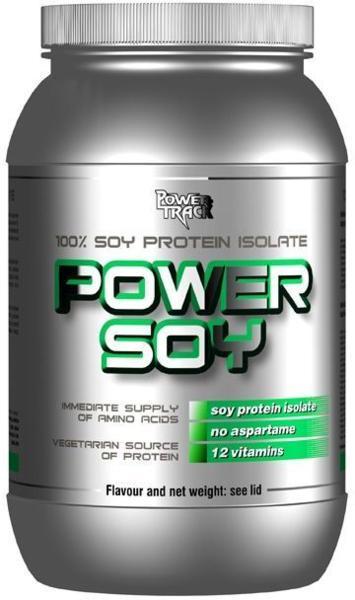 POWER
TRACK
100% SOY PROTEIN ISOLATE
POWER
SOY
IMMEDIATE SUPPLY
OF AMINO ACIDS
VEGETARIAN SOURCE
OF PROTEIN
soy protein isolate
no aspartame
12 vitamins
Flavour and net weight: see lid